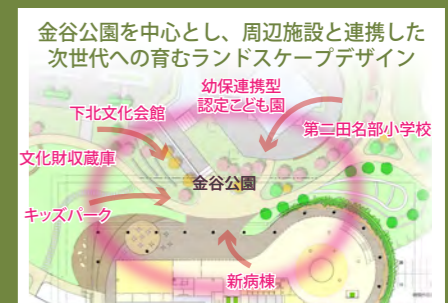 金谷公園を中心とし、周辺施設と連携した
次世代への育むランドスケープデザイン
幼保連携型
認定こども園
下北文化会館
第二田名部小学校
文化財収蔵庫
金谷公園
キッズパーク
新病棟